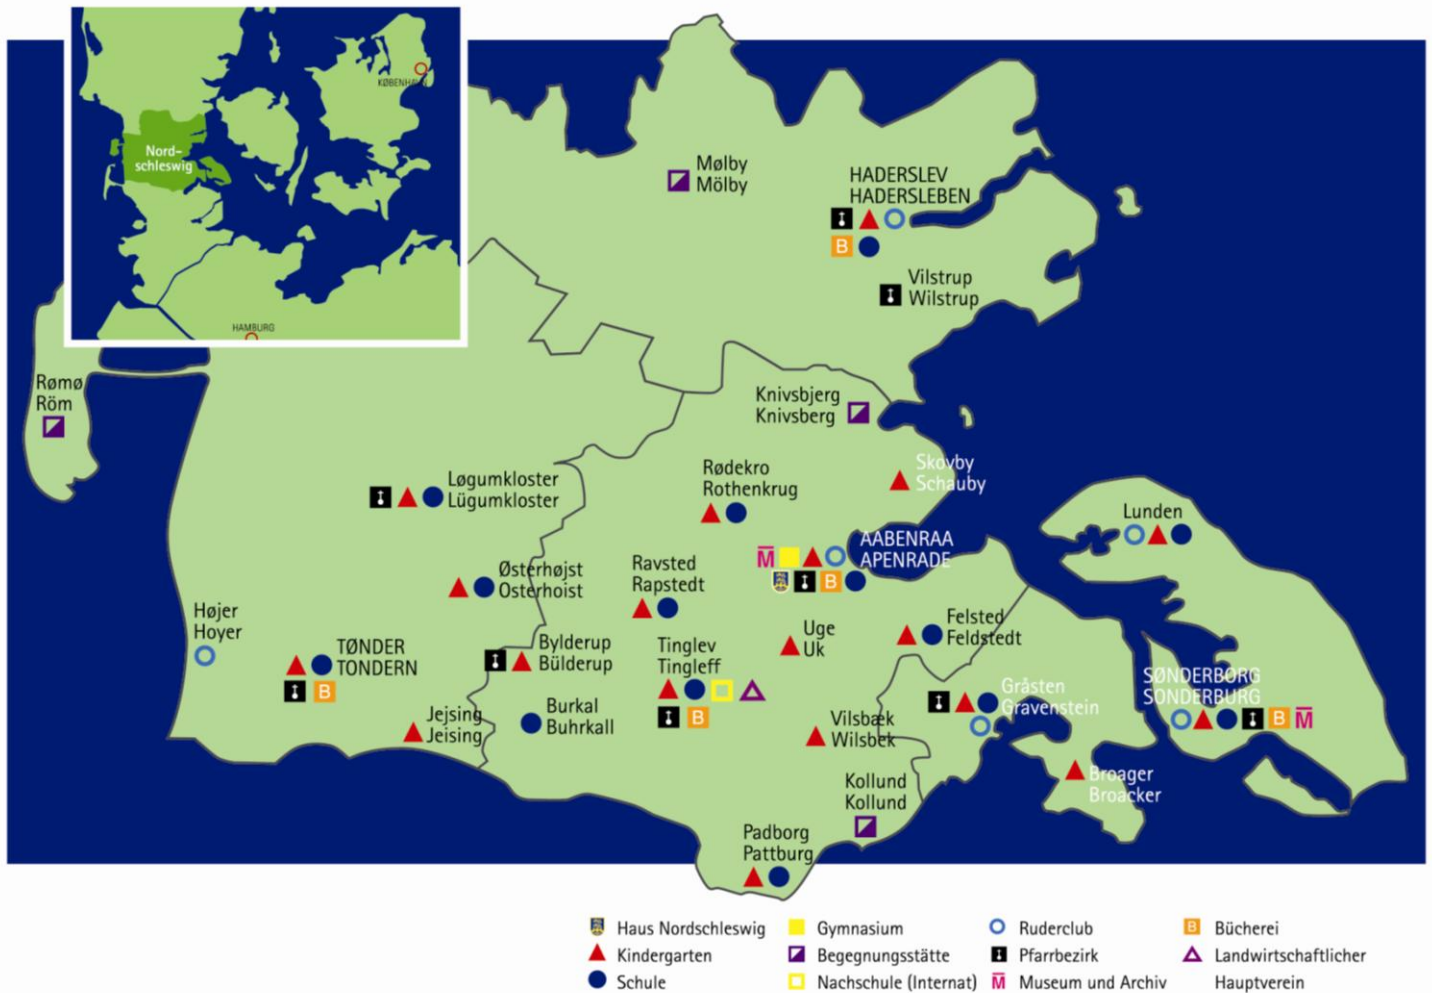 KØBENHAVN
Nord-
schleswig
HAMBURG
Mølby
Mölby
HADERSLEV
HADERSLEBEN
B
Vilstrup
Wilstrup
Rømø
Röm
Knivsbjerg
Knivsberg
Løgumkloster
Lügumkloster
Rødekro
Rothenkrug
Skovby
Schauby
Lunden
AABENRAA
APENRADE
M
B
Østerhøjst
Osterhoist
Ravsted
Rapstedt
Højer
Hoyer
TØNDER
TONDERN
B
Bylderup
Bülderup
Tinglev
Tingleff
B
Uge
Uk
Felsted
Feldstedt
Jejsing
Jeising
Burkal
Buhrkall
Vilsbæk
Wilsbek
Gråsten
Gravenstein
SØNDERBORG
SONDERBURG
B M
Broager
Broacker
Kollund
Kollund
Padborg
Pattburg
Haus Nordschleswig
Kindergarten
Schule
Gymnasium
Begegnungsstätte
Nachschule (Internat)
Ruderclub
Pfarrbezirk
M Museum und Archiv
B Bücherei
Landwirtschaftlicher
Hauptverein